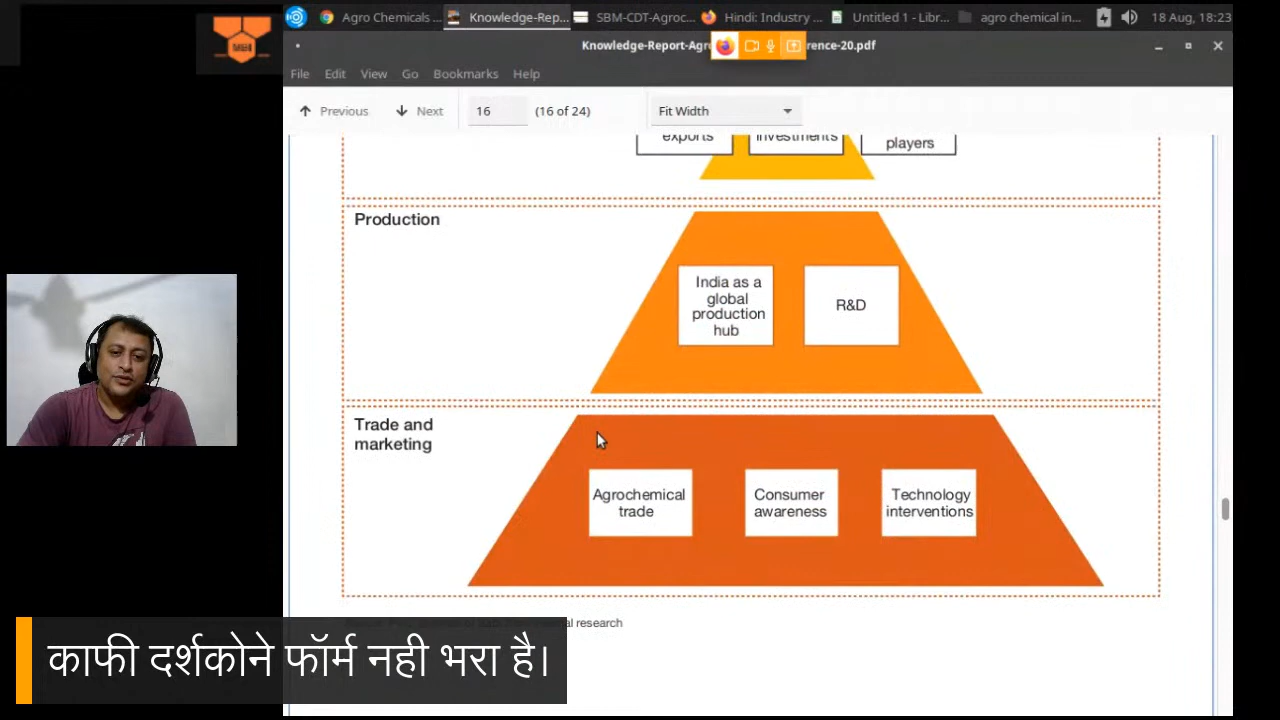 Agro Chemicals ...
Knowledge-Rep...
SBM-CDT-Agroc...
Hindi: Industry ...
Untitled 1 - Libr...
agro chemical in...
18 Aug, 18:23
Knowledge-Report-Agro
rence-20.pdf
File Edit View Go Bookmarks Help
Previous Next 16 (16 of 24) Fit Width
exports
investments
players
Production
India as a
global
production
hub
R&D
Trade and
marketing
Agrochemical
trade
Consumer
awareness
Technology
interventions
research
काफी दर्शकोने फॉर्म नही भरा है।